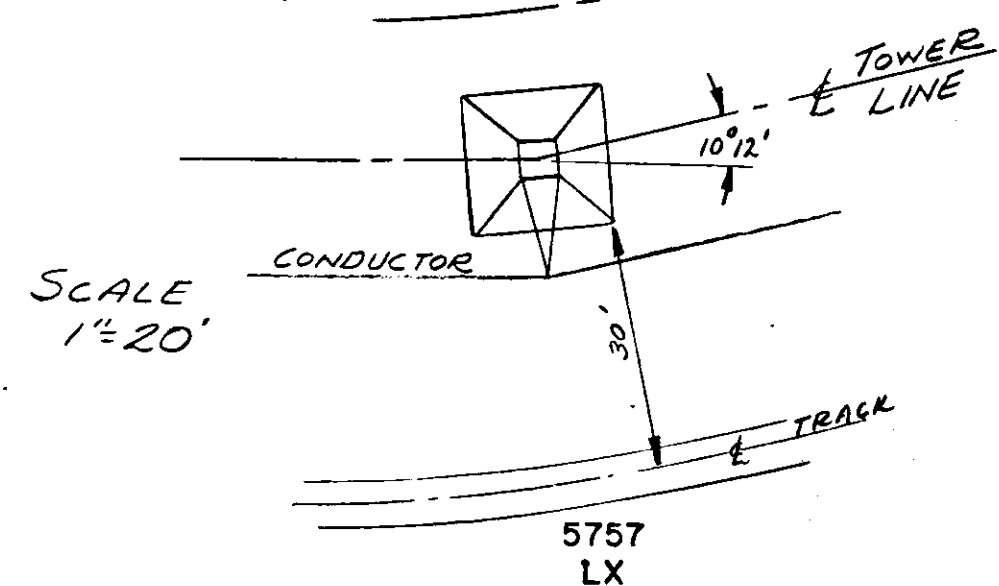 ℄ TOWER
LINE
10°12'
CONDUCTOR
SCALE
1"=20'
30'
℄ TRACK
5757
LX